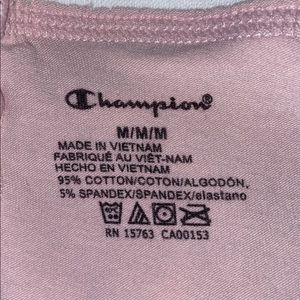 Champion®
M/M/M
MADE IN VIETNAM
FABRIQUÉ AU VIÊT-NAM
HECHO EN VIETNAM
95% COTTON/COTON/ALGODÓN,
5% SPANDEX/SPANDEX/elastano
RN 15763 CA00153